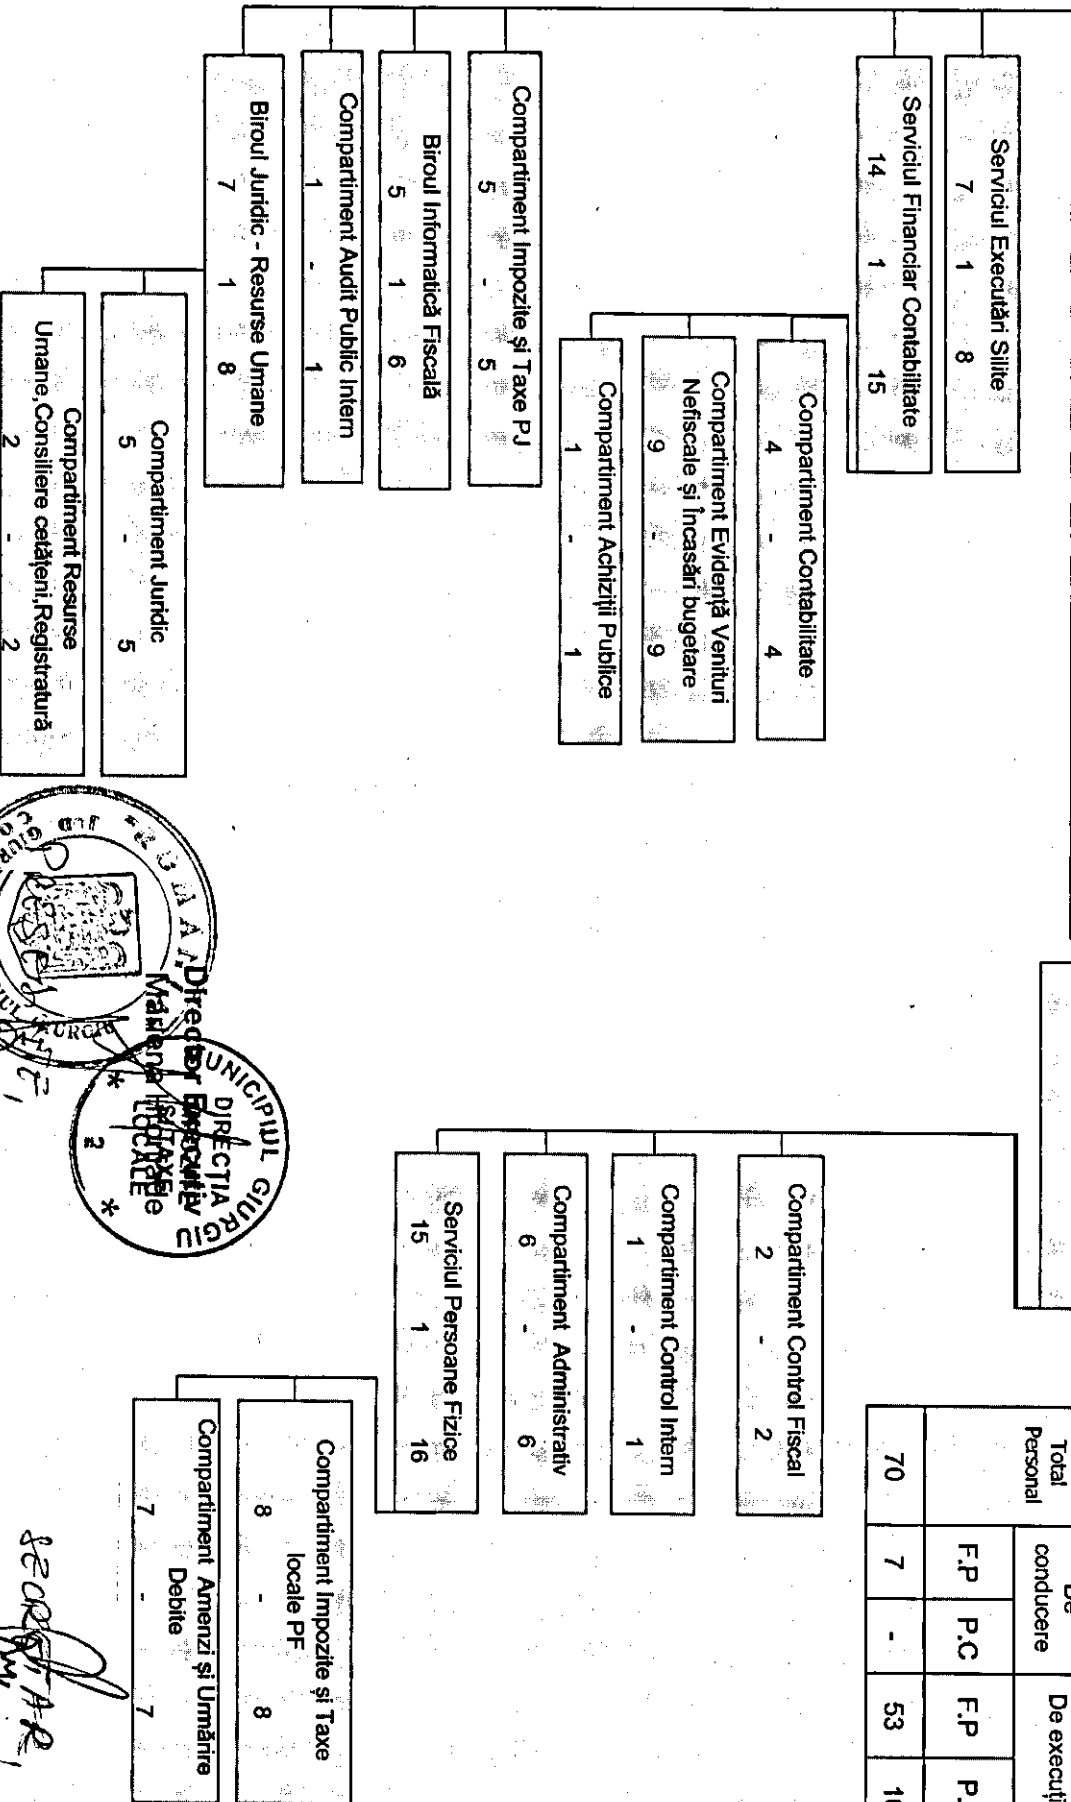 Total
Personal
conducere
De execuți
F.P
P.C
F.P
P.
70
7
-
53
10
Serviciul Executări Silite
7 1 8
Serviciul Financiar Contabilitate
14 1 15
Compartiment Contabilitate
4 - 4
Compartiment Evidență Venituri
Nefiscale și Încasări bugetare
9 - 9
Compartiment Achiziții Publice
1 - 1
Compartiment Impozite și Taxe PJ
5 - 5
Biroul Informatică Fiscală
5 1 6
Compartiment Audit Public Intern
1 - 1
Biroul Juridic - Resurse Umane
7 1 8
Compartiment Juridic
5 - 5
Compartiment Resurse
Umane,Consiliere cetățeni,Registratură
2 - 2
Compartiment Control Fiscal
2 - 2
Compartiment Control Intern
1 - 1
Compartiment Administrativ
6 - 6
Serviciul Persoane Fizice
15 1 16
Compartiment Impozite și Taxe
locale PF
8 - 8
Compartiment Amenzi și Urmărire
Debite
7 - 7
Director Executiv
MUNICIPIUL GIURGIU
DIRECȚIA
LOCALE
2
SECRETAR